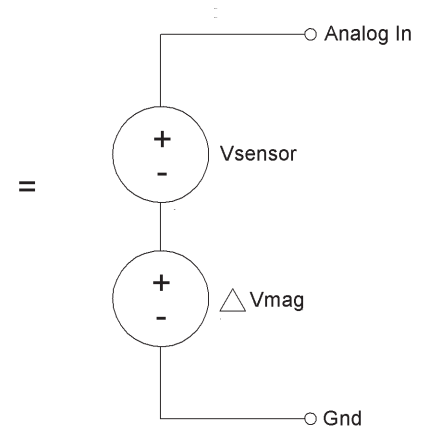 Analog In
+
-
Vsensor
=
+
-
△ Vmag
Gnd